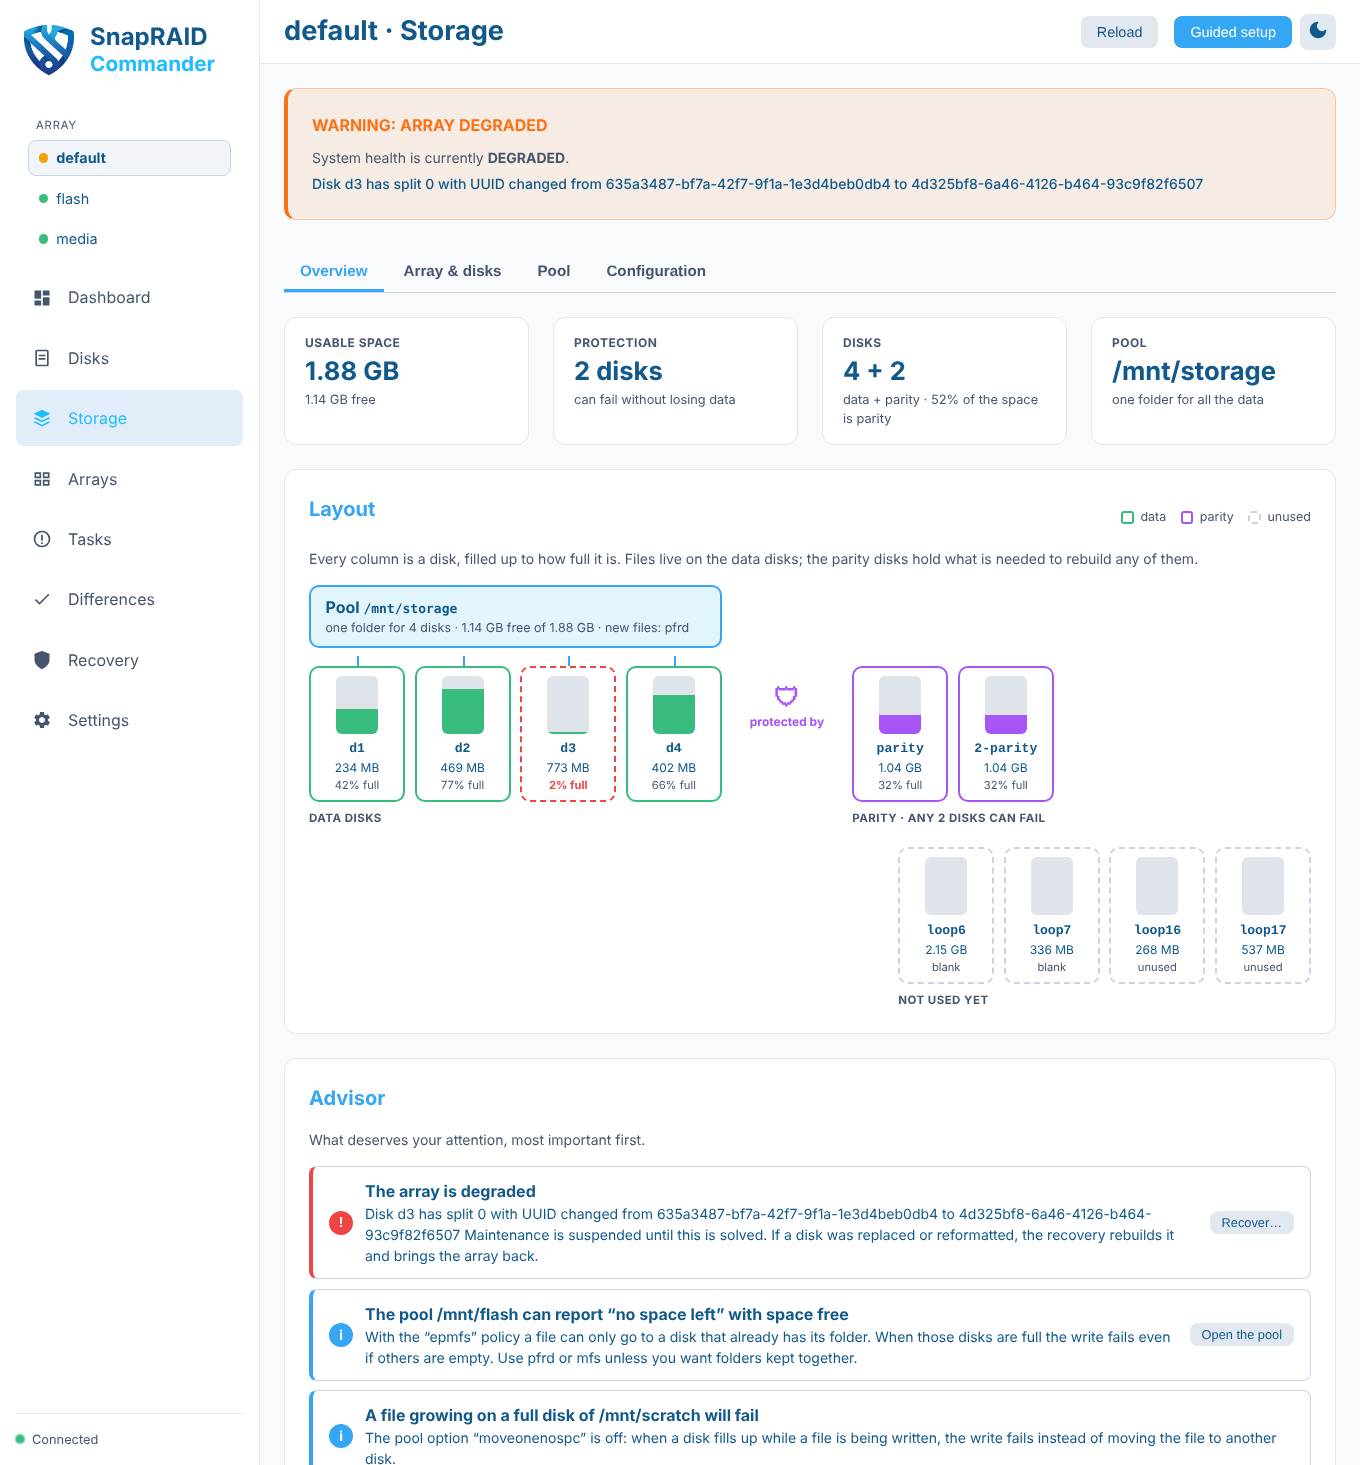 SnapRAID
Commander
ARRAY
default
flash
media
Dashboard
Disks
Storage
Arrays
Tasks
Differences
Recovery
Settings
Connected
default · Storage
Reload
Guided setup
WARNING: ARRAY DEGRADED
System health is currently DEGRADED.
Disk d3 has split 0 with UUID changed from 635a3487-bf7a-42f7-9f1a-1e3d4beb0db4 to 4d325bf8-6a46-4126-b464-93c9f82f6507
Overview
Array & disks
Pool
Configuration
USABLE SPACE
1.88 GB
1.14 GB free
PROTECTION
2 disks
can fail without losing data
DISKS
4 + 2
data + parity · 52% of the space
is parity
POOL
/mnt/storage
one folder for all the data
Layout
data
parity
unused
Every column is a disk, filled up to how full it is. Files live on the data disks; the parity disks hold what is needed to rebuild any of them.
Pool /mnt/storage
one folder for 4 disks · 1.14 GB free of 1.88 GB · new files: pfrd
d1
234 MB
42% full
d2
469 MB
77% full
d3
773 MB
2% full
d4
402 MB
66% full
DATA DISKS
protected by
parity
1.04 GB
32% full
2-parity
1.04 GB
32% full
PARITY · ANY 2 DISKS CAN FAIL
loop6
2.15 GB
blank
loop7
336 MB
blank
loop16
268 MB
unused
loop17
537 MB
unused
NOT USED YET
Advisor
What deserves your attention, most important first.
!
The array is degraded
Disk d3 has split 0 with UUID changed from 635a3487-bf7a-42f7-9f1a-1e3d4beb0db4 to 4d325bf8-6a46-4126-b464-
93c9f82f6507 Maintenance is suspended until this is solved. If a disk was replaced or reformatted, the recovery rebuilds it
and brings the array back.
Recover…
i
The pool /mnt/flash can report “no space left” with space free
With the “epmfs” policy a file can only go to a disk that already has its folder. When those disks are full the write fails even
if others are empty. Use pfrd or mfs unless you want folders kept together.
Open the pool
i
A file growing on a full disk of /mnt/scratch will fail
The pool option “moveonenospc” is off: when a disk fills up while a file is being written, the write fails instead of moving the file to another
disk.